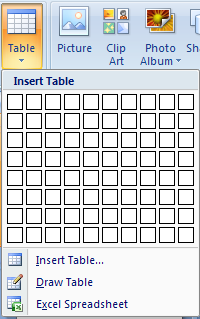 Table
Picture
Clip
Art
Photo
Album
Insert Table
Insert Table...
Draw Table
Excel Spreadsheet